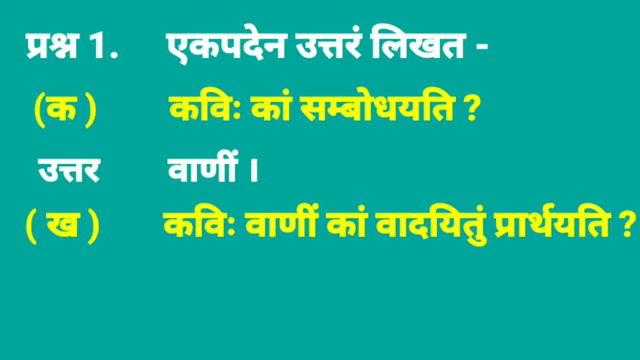 प्रश्न 1. एकपदेन उत्तरं लिखत -
(क ) कविः कां सम्बोधयति ?
उत्तर वाणीं ।
( ख ) कविः वाणीं कां वादयितुं प्रार्थयति ?